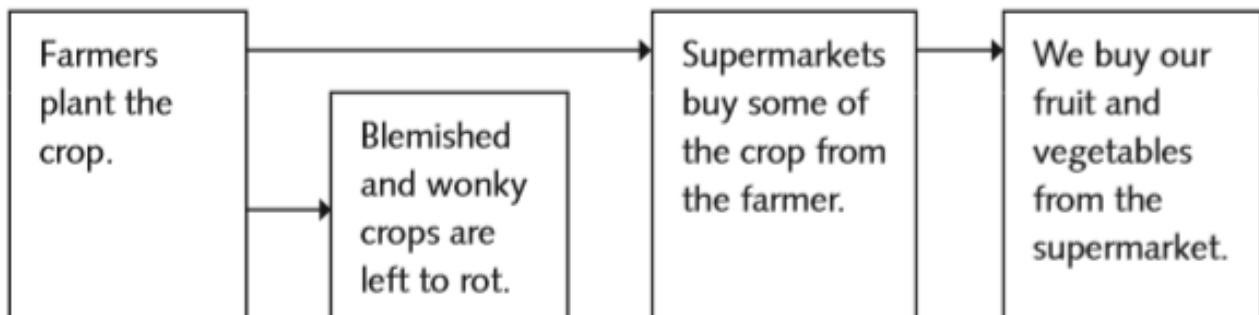 Farmers
plant the
crop.
Blemished
and wonky
crops are
left to rot.
Supermarkets
buy some of
the crop from
the farmer.
We buy our
fruit and
vegetables
from the
supermarket.